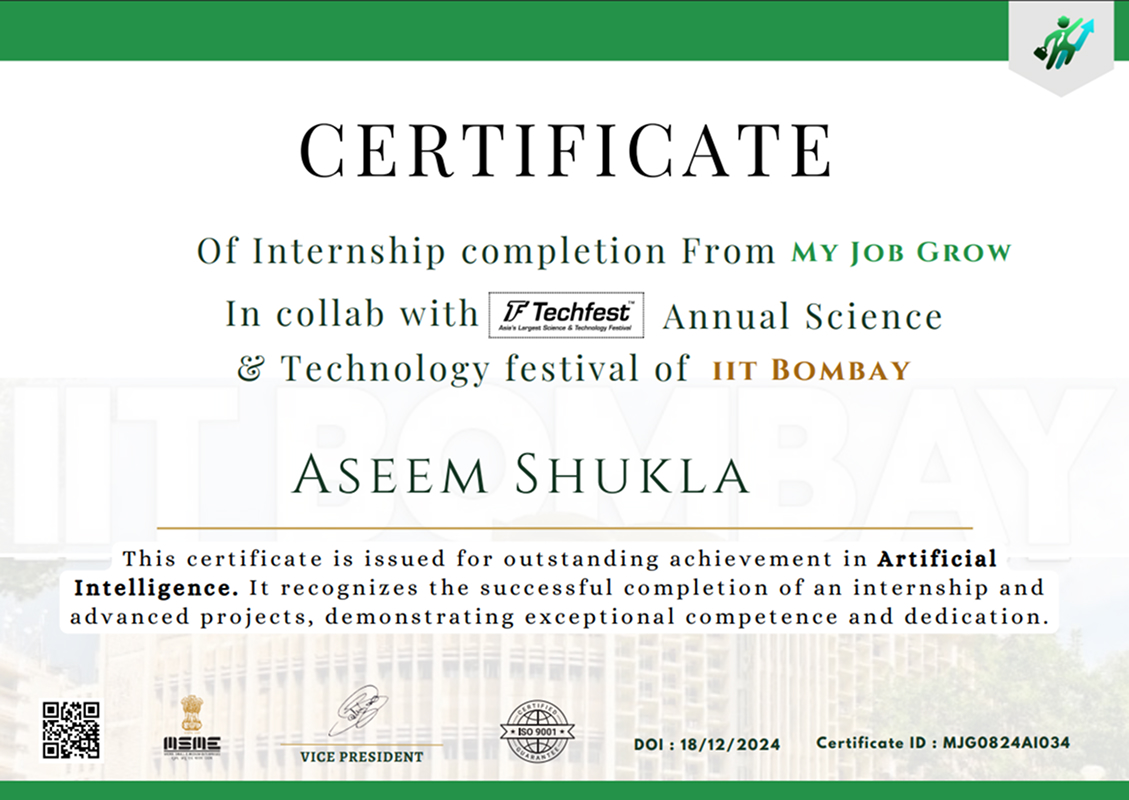 CERTIFICATE
Of Internship completion From MY JOB GROW
In collab with Techfest™ Annual Science
Asia's Largest Science & Technology Festival
& Technology festival of IIT BOMBAY
IIT BOMBAY
ASEEM SHUKLA
This certificate is issued for outstanding achievement in Artificial
Intelligence. It recognizes the successful completion of an internship and
advanced projects, demonstrating exceptional competence and dedication.
MSME
VICE PRESIDENT
CERTIFIED
ISO 9001
GUARANTEE
DOI : 18/12/2024
Certificate ID : MJG0824AI034